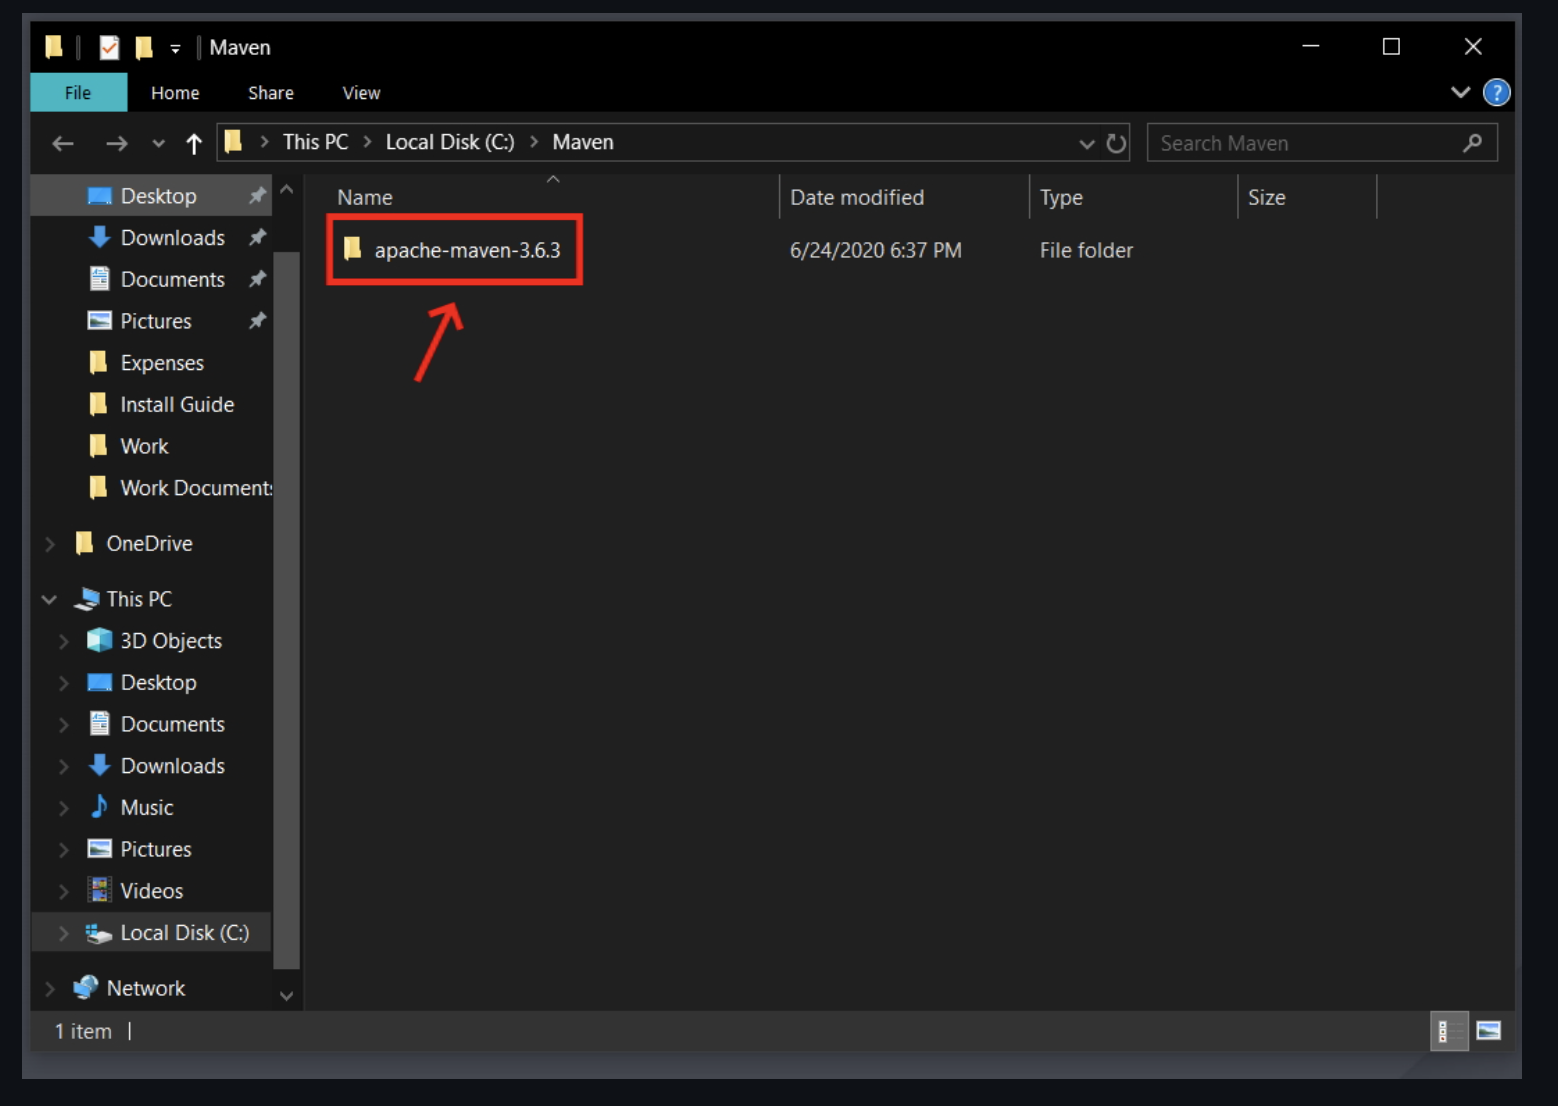 Maven
File Home Share View
?
This PC > Local Disk (C:) > Maven
Search Maven
Name Date modified Type Size
apache-maven-3.6.3 6/24/2020 6:37 PM File folder
Desktop
Downloads
Documents
Pictures
Expenses
Install Guide
Work
Work Documents
OneDrive
This PC
3D Objects
Desktop
Documents
Downloads
Music
Pictures
Videos
Local Disk (C:)
Network
1 item